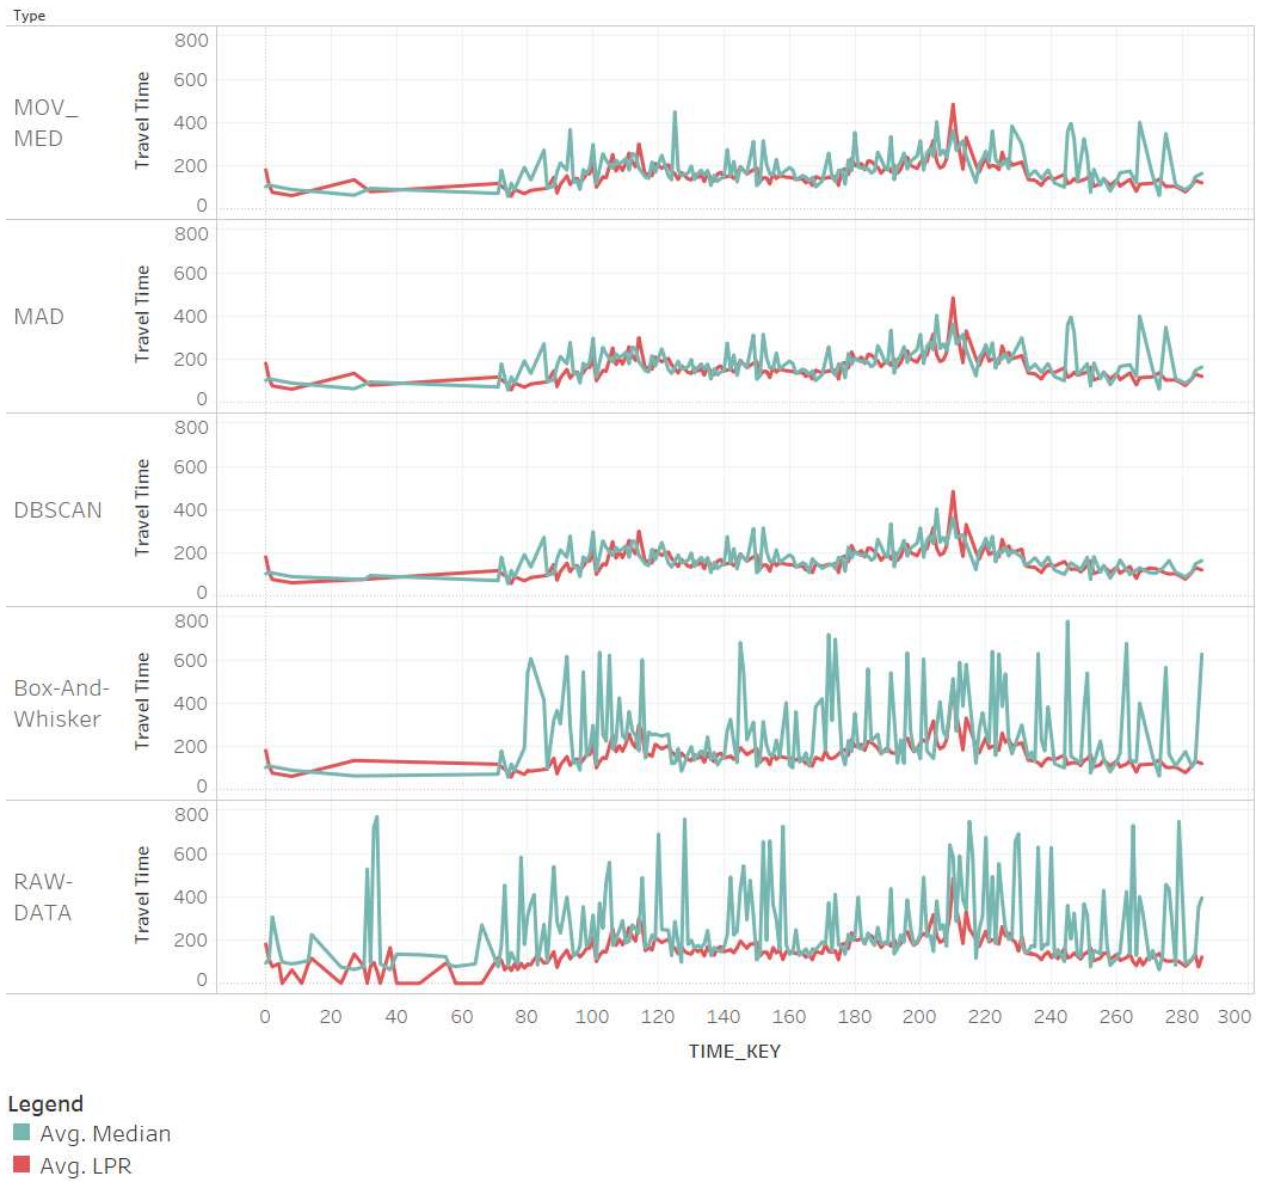 Type
MOV_
MED
Travel Time
800
600
400
200
0
MAD
Travel Time
800
600
400
200
0
DBSCAN
Travel Time
800
600
400
200
0
Box-And-
Whisker
Travel Time
800
600
400
200
0
RAW-
DATA
Travel Time
800
600
400
200
0
0 20 40 60 80 100 120 140 160 180 200 220 240 260 280 300
TIME_KEY
Legend
Avg. Median
Avg. LPR